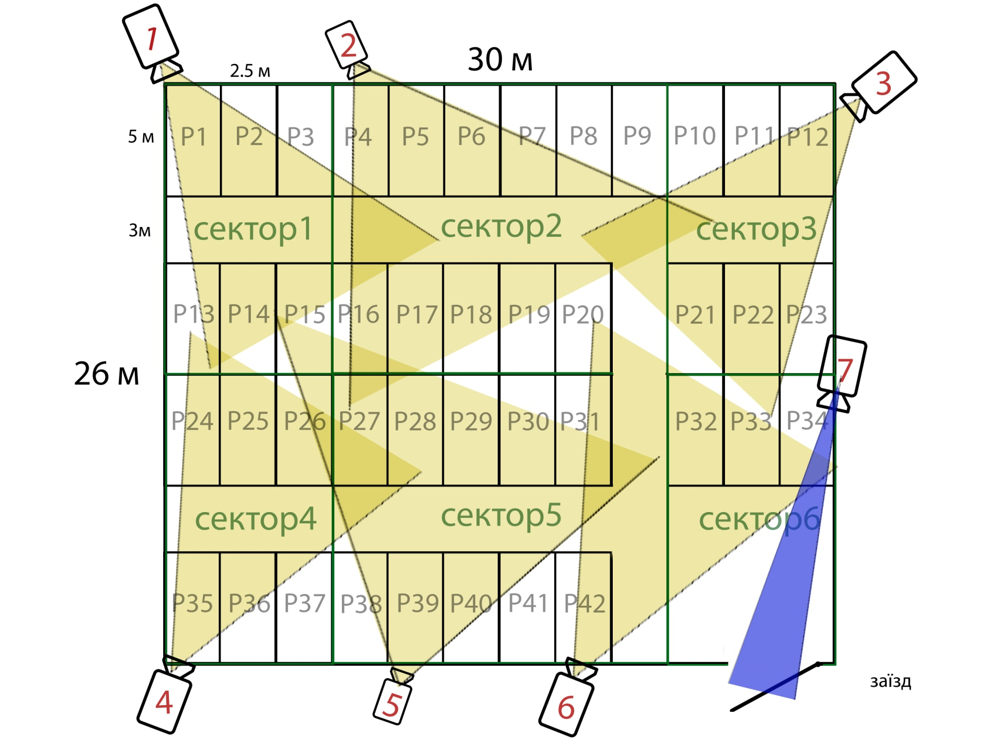 1
2
30 м
2.5 м
3
5 м
P1 P2 P3 P4 P5 P6 P7 P8 P9 P10 P11 P12
3м
сектор1 сектор2 сектор3
P13 P14 P15 P16 P17 P18 P19 P20 P21 P22 P23
26 м
7
P24 P25 P26 P27 P28 P29 P30 P31 P32 P33 P34
сектор4 сектор5 сектор6
P35 P36 P37 P38 P39 P40 P41 P42
заїзд
4
5
6